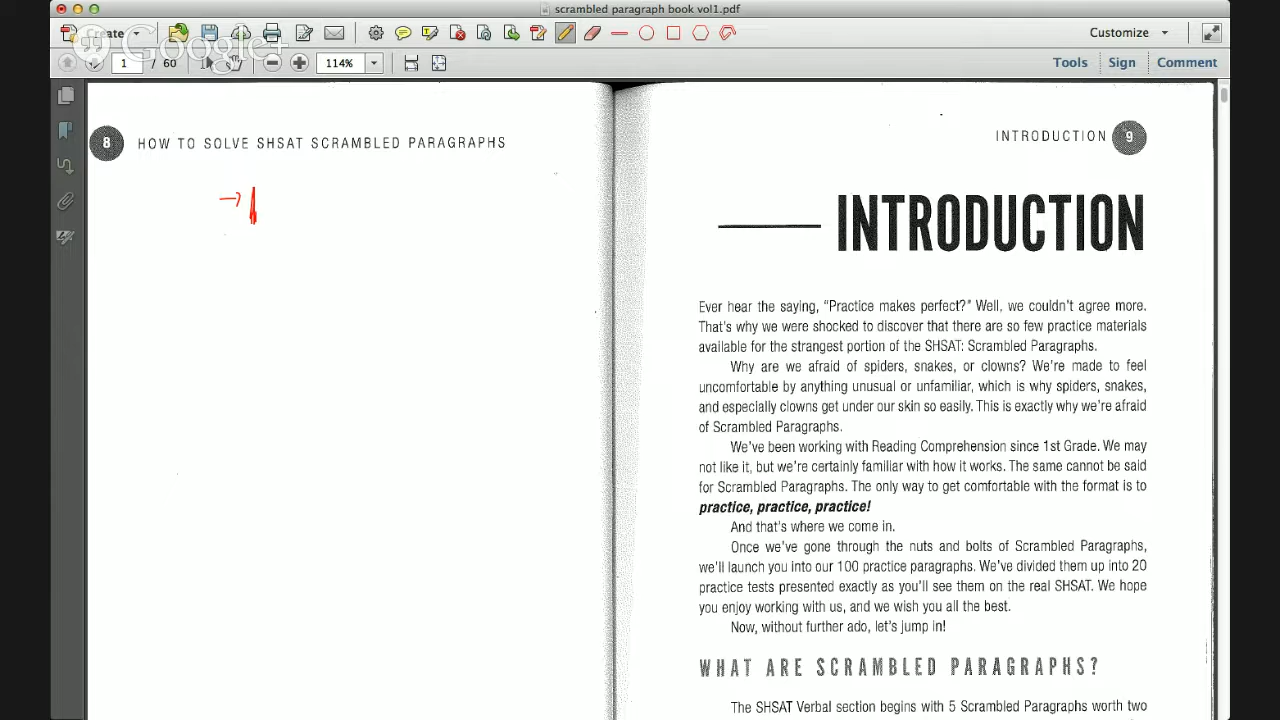 scrambled paragraph book vol1.pdf
Create
Customize
Google+
1 / 60
114%
Tools
Sign
Comment
8
HOW TO SOLVE SHSAT SCRAMBLED PARAGRAPHS
INTRODUCTION 9
INTRODUCTION
Ever hear the saying, “Practice makes perfect?” Well, we couldn’t agree more.
That’s why we were shocked to discover that there are so few practice materials
available for the strangest portion of the SHSAT: Scrambled Paragraphs.
Why are we afraid of spiders, snakes, or clowns? We’re made to feel
uncomfortable by anything unusual or unfamiliar, which is why spiders, snakes,
and especially clowns get under our skin so easily. This is exactly why we’re afraid
of Scrambled Paragraphs.
We’ve been working with Reading Comprehension since 1st Grade. We may
not like it, but we’re certainly familiar with how it works. The same cannot be said
for Scrambled Paragraphs. The only way to get comfortable with the format is to
practice, practice, practice!
And that’s where we come in.
Once we’ve gone through the nuts and bolts of Scrambled Paragraphs,
we’ll launch you into our 100 practice paragraphs. We’ve divided them up into 20
practice tests presented exactly as you’ll see them on the real SHSAT. We hope
you enjoy working with us, and we wish you all the best.
Now, without further ado, let’s jump in!
WHAT ARE SCRAMBLED PARAGRAPHS?
The SHSAT Verbal section begins with 5 Scrambled Paragraphs worth two